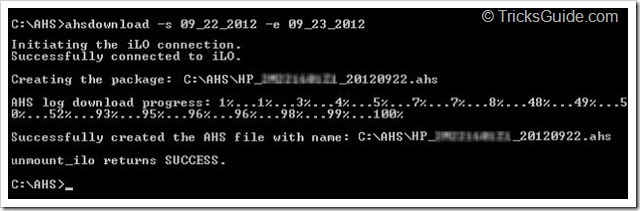 © TricksGuide.com
C:\AHS>ahsdownload -s 09_22_2012 -e 09_23_2012
Initiating the iLO connection.
Successfully connected to iLO.
Creating the package: C:\AHS\HP_ _20120922.ahs
AHS log download progress: 1%...1%...3%...4%...5%...7%...7%...8%...48%...49%...5
0%...52%...93%...95%...96%...96%...98%...99%...100%
Successfully created the AHS file with name: C:\AHS\HP_ _20120922.ahs
unmount_ilo returns SUCCESS.
C:\AHS>_